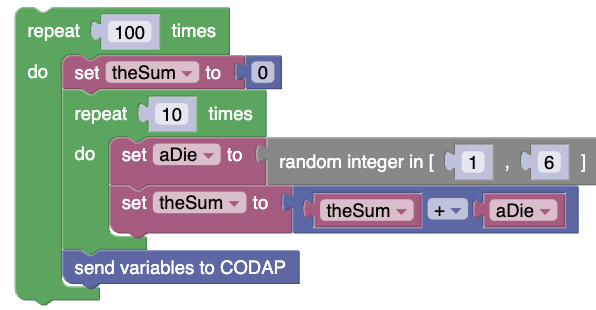 repeat 100 times
do set theSum to 0
repeat 10 times
do set aDie to random integer in [ 1 , 6 ]
set theSum to theSum + aDie
send variables to CODAP